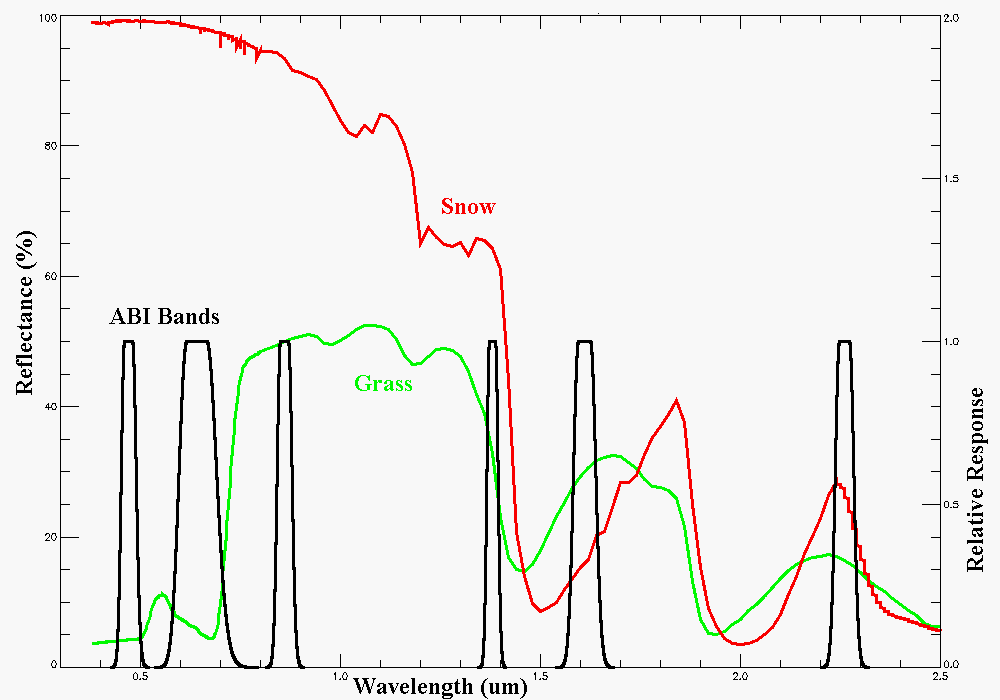 100
80
60
40
20
0
2.0
1.5
1.0
0.5
0.0
Reflectance (%)
Relative Response
Snow
ABI Bands
Grass
0.5
1.0
1.5
2.0
2.5
Wavelength (um)